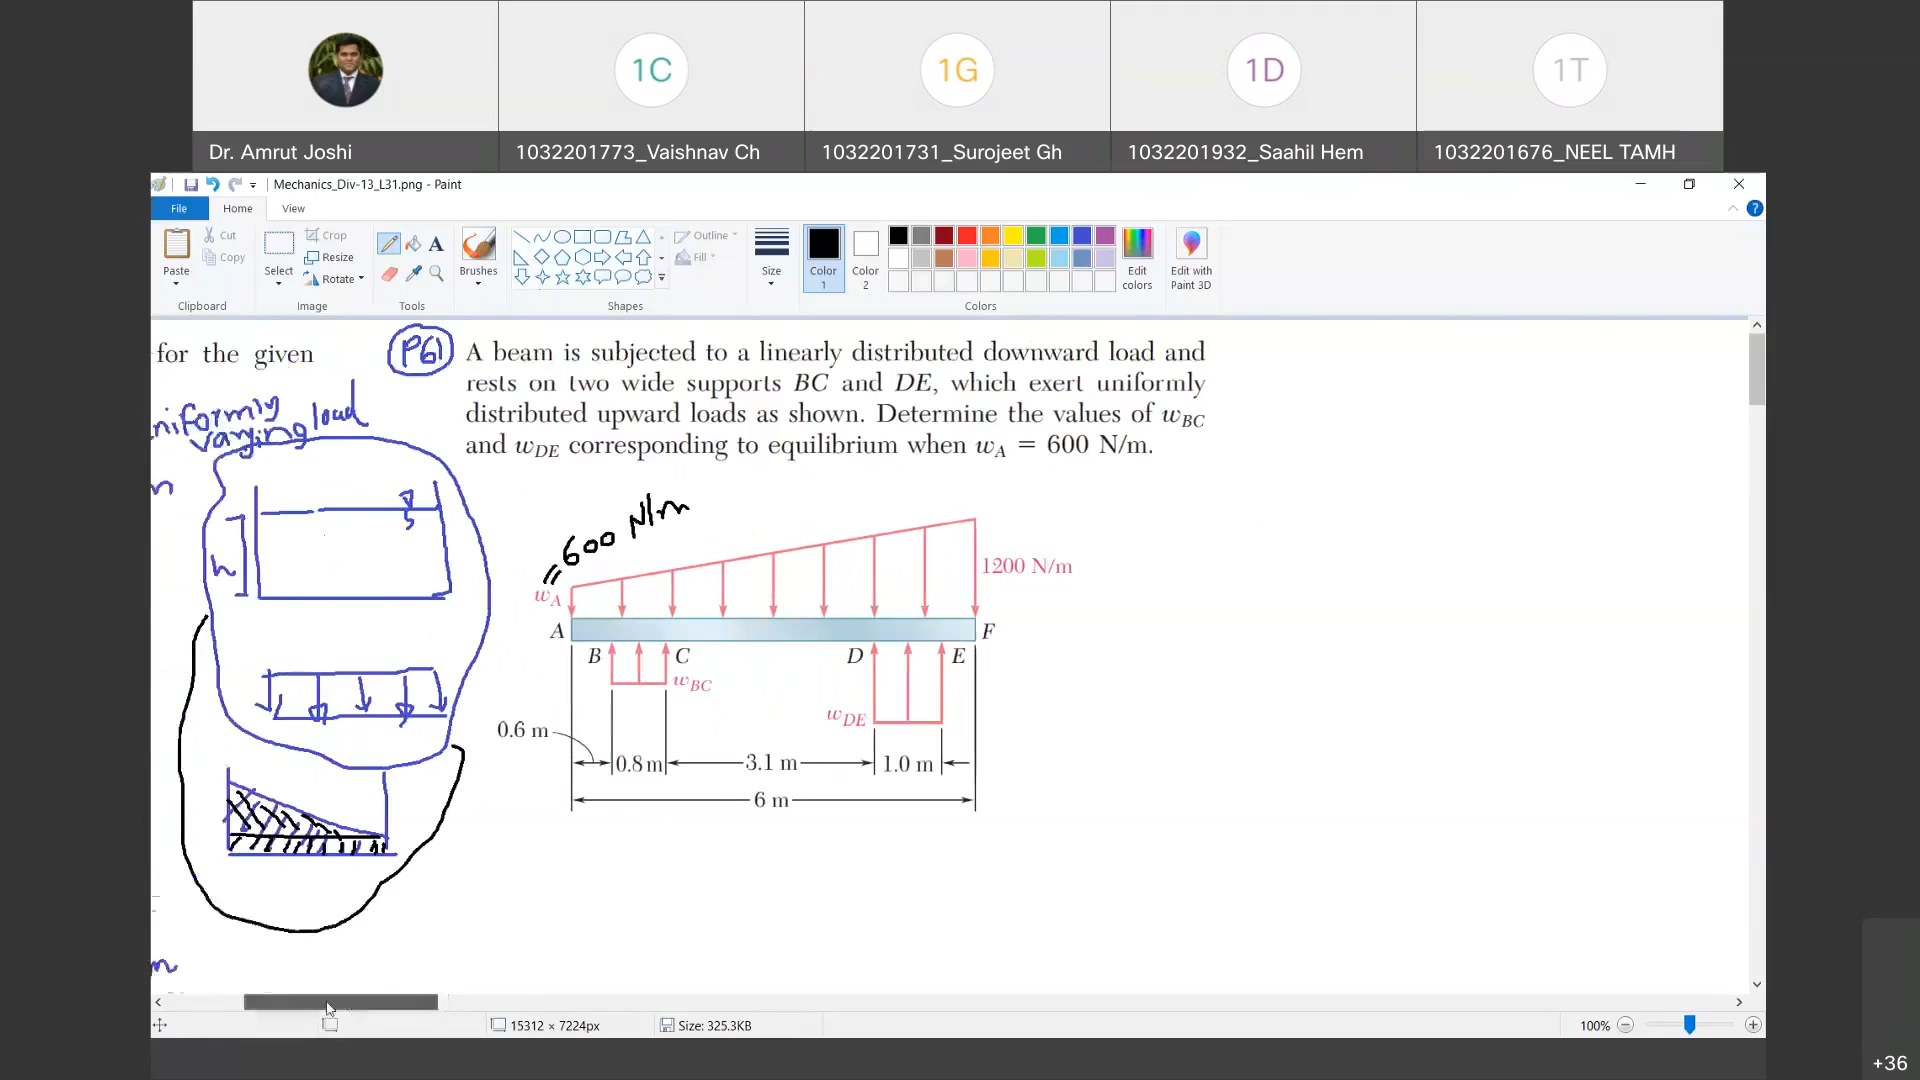 1C
1G
1D
1T
Dr. Amrut Joshi
1032201773_Vaishnav Ch
1032201731_Surojeet Gh
1032201932_Saahil Hem
1032201676_NEEL TAMH
Mechanics_Div-13_L31.png - Paint
File
Home
View
Paste
Cut
Copy
Clipboard
Select
Crop
Resize
Rotate
Image
A
Tools
Brushes
Outline
Fill
Shapes
Size
Color
1
Color
2
Edit
colors
Edit with
Paint 3D
Colors
?
for the given
P61
A beam is subjected to a linearly distributed downward load and
rests on two wide supports BC and DE, which exert uniformly
distributed upward loads as shown. Determine the values of wBC
and wDE corresponding to equilibrium when wA = 600 N/m.
niformly
varying load
n
h
= 600 N/m
1200 N/m
wA
A
F
B
C
D
E
wBC
wDE
0.6 m
0.8 m
3.1 m
1.0 m
6 m
m
15312 × 7224px
Size: 325.3KB
100%
+36